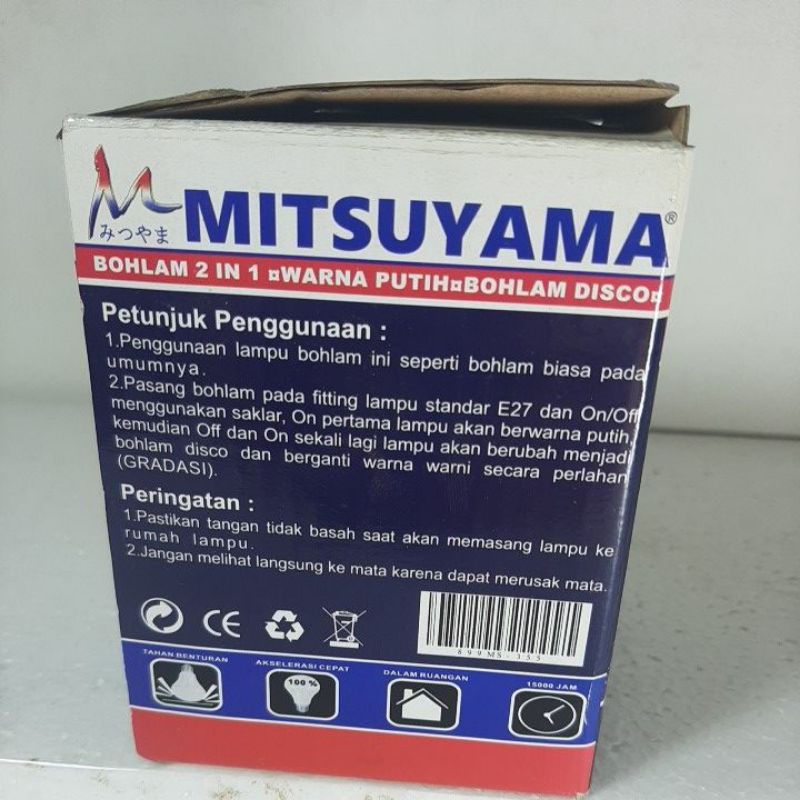 みつやま
MITSUYAMA®
BOHLAM 2 IN 1 ¤WARNA PUTIH¤BOHLAM DISCO¤
Petunjuk Penggunaan :
1.Penggunaan lampu bohlam ini seperti bohlam biasa pada
umumnya.
2.Pasang bohlam pada fitting lampu standar E27 dan On/Off
menggunakan saklar, On pertama lampu akan berwarna putih,
kemudian Off dan On sekali lagi lampu akan berubah menjadi
bohlam disco dan berganti warna warni secara perlahan
(GRADASI).
Peringatan :
1.Pastikan tangan tidak basah saat akan memasang lampu ke
rumah lampu.
2.Jangan melihat langsung ke mata karena dapat merusak mata.
CE
899MS-155
TAHAN BENTURAN
AKSELERASI CEPAT
DALAM RUANGAN
15000 JAM
100 %